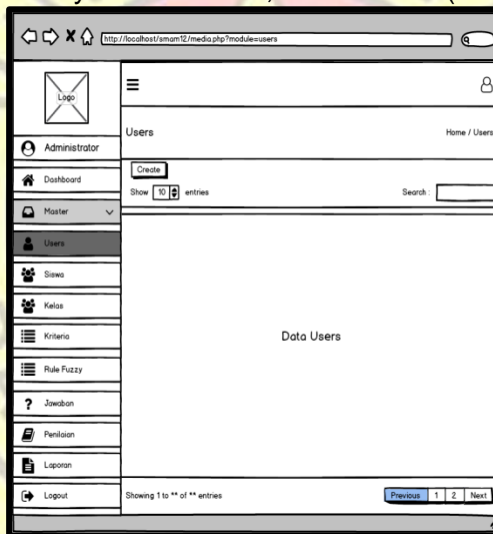 http://localhost/smam12/media.php?module=users
Logo
Administrator
Users
Home / Users
Create
Show 10 entries
Search :
Dashboard
Master
Users
Siswa
Kelas
Kriteria
Rule Fuzzy
? Jawaban
Penilaian
Laporan
Logout
Data Users
Showing 1 to ** of ** entries
Previous 1 2 Next